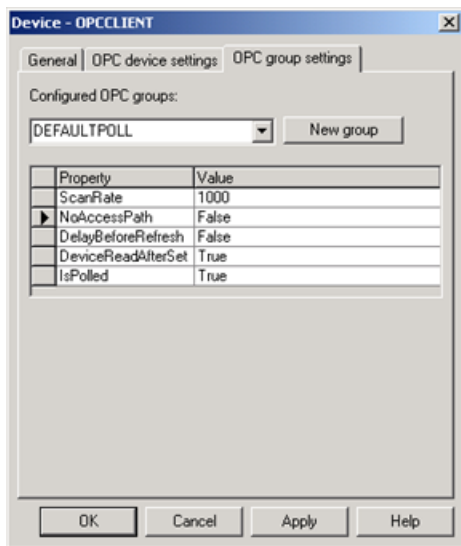 Device - OPCCLIENT
General OPC device settings OPC group settings
Configured OPC groups:
DEFAULTPOLL New group
Property Value
ScanRate 1000
NoAccessPath False
DelayBeforeRefresh False
DeviceReadAfterSet True
IsPolled True
OK Cancel Apply Help